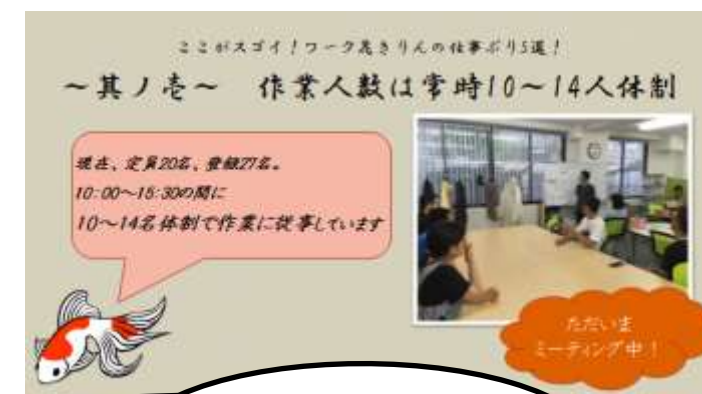 ここがスゴイ!ワーク高きりんの仕事ぶり5選!
～其ノ壱～ 作業人数は常時10～14人体制
現在、定員20名、登録27名。
10:00～15:30の間に
10～14名体制で作業に従事しています
ただいま
ミーティング中!